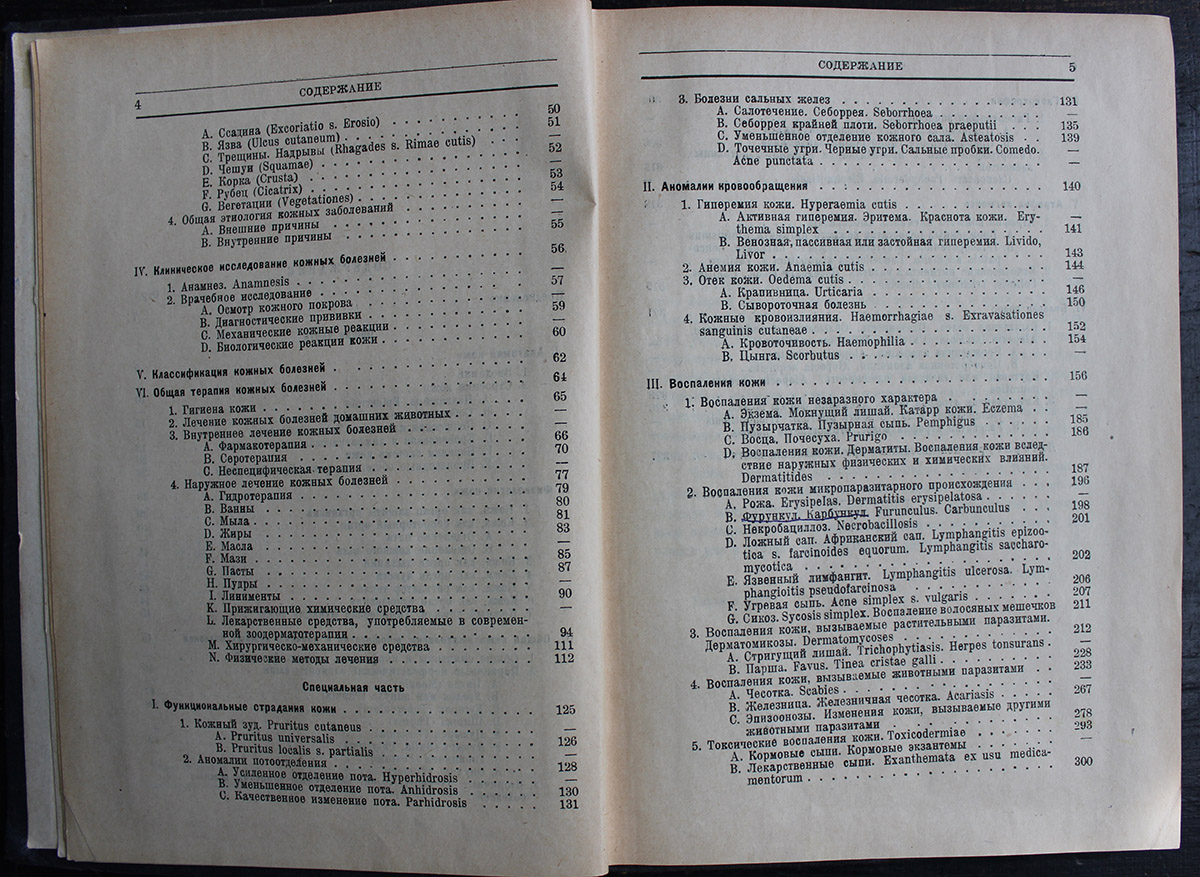 4
СОДЕРЖАНИЕ
A. Ссадина (Excoriatio s. Erosio) . . . . . . . . . . 50
B. Язва (Ulcus cutaneum) . . . . . . . . . . 51
C. Трещины. Надрывы (Rhagades s. Rimae cutis) . . . —
D. Чешуи (Squamae) . . . . . . . . . . 52
E. Корка (Crusta) . . . . . . . . . . —
F. Рубец (Cicatrix) . . . . . . . . . . 53
G. Вегетации (Vegetationes) . . . . . . . . . . 54
4. Общая этиология кожных заболеваний . . . . . . . . . . —
A. Внешние причины . . . . . . . . . . —
B. Внутренние причины . . . . . . . . . . 55
IV. Клиническое исследование кожных болезней . . . . . . . . . . 56
1. Анамнез. Anamnesis . . . . . . . . . . —
2. Врачебное исследование . . . . . . . . . . 57
A. Осмотр кожного покрова . . . . . . . . . . —
B. Диагностические прививки . . . . . . . . . . 59
C. Механические кожные реакции . . . . . . . . . . —
D. Биологические реакции кожи . . . . . . . . . . 60
V. Классификация кожных болезней . . . . . . . . . . 62
VI. Общая терапия кожных болезней . . . . . . . . . . 64
1. Гигиена кожи . . . . . . . . . . 65
2. Лечение кожных болезней домашних животных . . . . . . —
3. Внутреннее лечение кожных болезней . . . . . . . . . . —
A. Фармакотерапия . . . . . . . . . . 66
B. Серотерапия . . . . . . . . . . 70
C. Неспецифическая терапия . . . . . . . . . . —
4. Наружное лечение кожных болезней . . . . . . . . . . 77
A. Гидротерапия . . . . . . . . . . 79
B. Ванны . . . . . . . . . . 80
C. Мыла . . . . . . . . . . 81
D. Жиры . . . . . . . . . . 83
E. Масла . . . . . . . . . . —
F. Мази . . . . . . . . . . 85
G. Пасты . . . . . . . . . . 87
H. Пудры . . . . . . . . . . —
I. Линименты . . . . . . . . . . 90
K. Прижигающие химические средства . . . . . . . . . . —
L. Лекарственные средства, употребляемые в современ-
ной зоодерматотерапии . . . . . . . . . . 94
M. Хирургическо-механические средства . . . . . . . . . . 111
N. Физические методы лечения . . . . . . . . . . 112
Специальная часть
I. Функциональные страдания кожи . . . . . . . . . . 125
1. Кожный зуд. Pruritus cutaneus . . . . . . . . . . —
A. Pruritus universalis . . . . . . . . . . 126
B. Pruritus localis s. partialis . . . . . . . . . . —
2. Аномалии потоотделения . . . . . . . . . . 128
A. Усиленное отделение пота. Hyperhidrosis . . . . . . —
B. Уменьшенное отделение пота. Anhidrosis . . . . . . 130
C. Качественное изменение пота. Parhidrosis . . . . . . 131
СОДЕРЖАНИЕ
5
3. Болезни сальных желез . . . . . . . . . . 131
A. Салотечение. Себоррея. Seborrhoea . . . . . . . . . . —
B. Себоррея крайней плоти. Seborrhoea praeputii . . . 135
C. Уменьшенное отделение кожного сала. Asteatosis . . 139
D. Точечные угри. Черные угри. Сальные пробки. Comedo. —
Acne punctata . . . . . . . . . . —
II. Аномалии кровообращения . . . . . . . . . . 140
1. Гиперемия кожи. Hyperaemia cutis . . . . . . . . . .
A. Активная гиперемия. Эритема. Краснота кожи. Ery- —
thema simplex . . . . . . . . . . 141
B. Венозная, пассивная или застойная гиперемия. Livido,
Livor . . . . . . . . . . 143
2. Анемия кожи. Anaemia cutis . . . . . . . . . . 144
3. Отек кожи. Oedema cutis . . . . . . . . . . —
A. Крапивница. Urticaria . . . . . . . . . . 146
B. Сывороточная болезнь . . . . . . . . . . 150
4. Кожные кровоизлияния. Haemorrhagiae s. Exravasationes
sanguinis cutaneae . . . . . . . . . . 152
A. Кровоточивость. Haemophilia . . . . . . . . . . 154
B. Цынга. Scorbutus . . . . . . . . . . —
III. Воспаления кожи . . . . . . . . . . 156
1. Воспаления кожи незаразного характера . . . . . . . . . .
A. Экзема. Мокнущий лишай. Катарр кожи. Eczema . . —
B. Пузырчатка. Пузырная сыпь. Pemphigus . . . . . . 185
C. Восца. Почесуха. Prurigo . . . . . . . . . . 186
D. Воспаления кожи. Дерматиты. Воспаления кожи вслед-
ствие наружных физических и химических влияний.
Dermatitides . . . . . . . . . . 187
2. Воспаления кожи микропаразитарного происхождения . . . 196
A. Рожа. Erysipelas. Dermatitis erysipelatosa . . . . . . —
B. Фурункул. Карбункул. Furunculus. Carbunculus . . . 198
C. Некробациллоз. Necrobacillosis . . . . . . . . . . 201
D. Ложный сап. Африканский сап. Lymphangitis epizoo-
tica s. farcinoides equorum. Lymphangitis saccharo-
mycotica . . . . . . . . . . 202
E. Язвенный лимфангит. Lymphangitis ulcerosa. Lym-
phangioitis pseudofarcinosa . . . . . . . . . . 206
F. Угревая сыпь. Acne simplex s. vulgaris . . . . . . 207
G. Сикоз. Sycosis simplex. Воспаление волосяных мешечков 211
3. Воспаления кожи, вызываемые растительными паразитами.
Дерматомикозы. Dermatomycoses . . . . . . . . . . 212
A. Стригущий лишай. Trichophytiasis. Herpes tonsurans . —
B. Парша. Favus. Tinea cristae galli . . . . . . . . . . 228
4. Воспаления кожи, вызываемые животными паразитами . . 233
A. Чесотка. Scabies . . . . . . . . . . —
B. Железница. Железничная чесотка. Acariasis . . . . . 267
C. Эпизоонозы. Изменения кожи, вызываемые другими
животными паразитами . . . . . . . . . . 278
5. Токсические воспаления кожи. Toxicodermiae . . . . . . 293
A. Кормовые сыпи. Кормовые экзантемы . . . . . . . . —
B. Лекарственные сыпи. Exanthemata ex usu medica-
mentorum . . . . . . . . . . 300